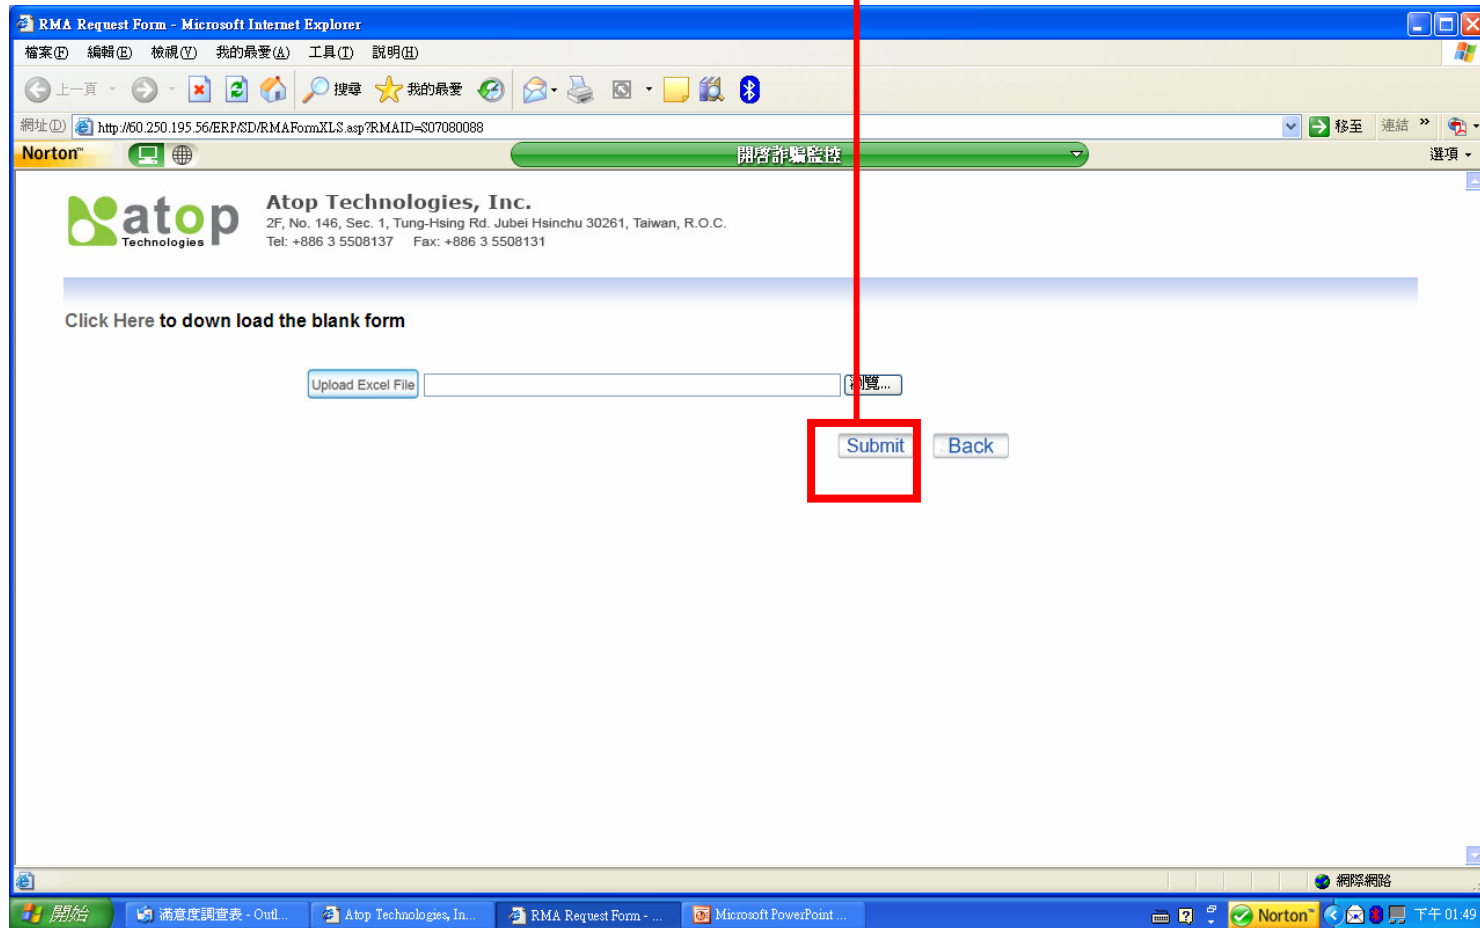 RMA Request Form - Microsoft Internet Explorer
檔案(F) 編輯(E) 檢視(V) 我的最愛(A) 工具(T) 說明(H)
上一頁 搜尋 我的最愛
網址(D) http://60.250.195.56/ERP/SD/RMAFormXLS.asp?RMAID=S07080088 移至 連結 »
Norton™ 開啓詐騙監控 選項
atop Technologies
Atop Technologies, Inc.
2F, No. 146, Sec. 1, Tung-Hsing Rd. Jubei Hsinchu 30261, Taiwan, R.O.C.
Tel: +886 3 5508137 Fax: +886 3 5508131
Click Here to down load the blank form
Upload Excel File 瀏覽...
Submit Back
網際網路
開始 滿意度調查表 - Outl... Atop Technologies, In... RMA Request Form - ... Microsoft PowerPoint ... Norton™ 下午 01:49